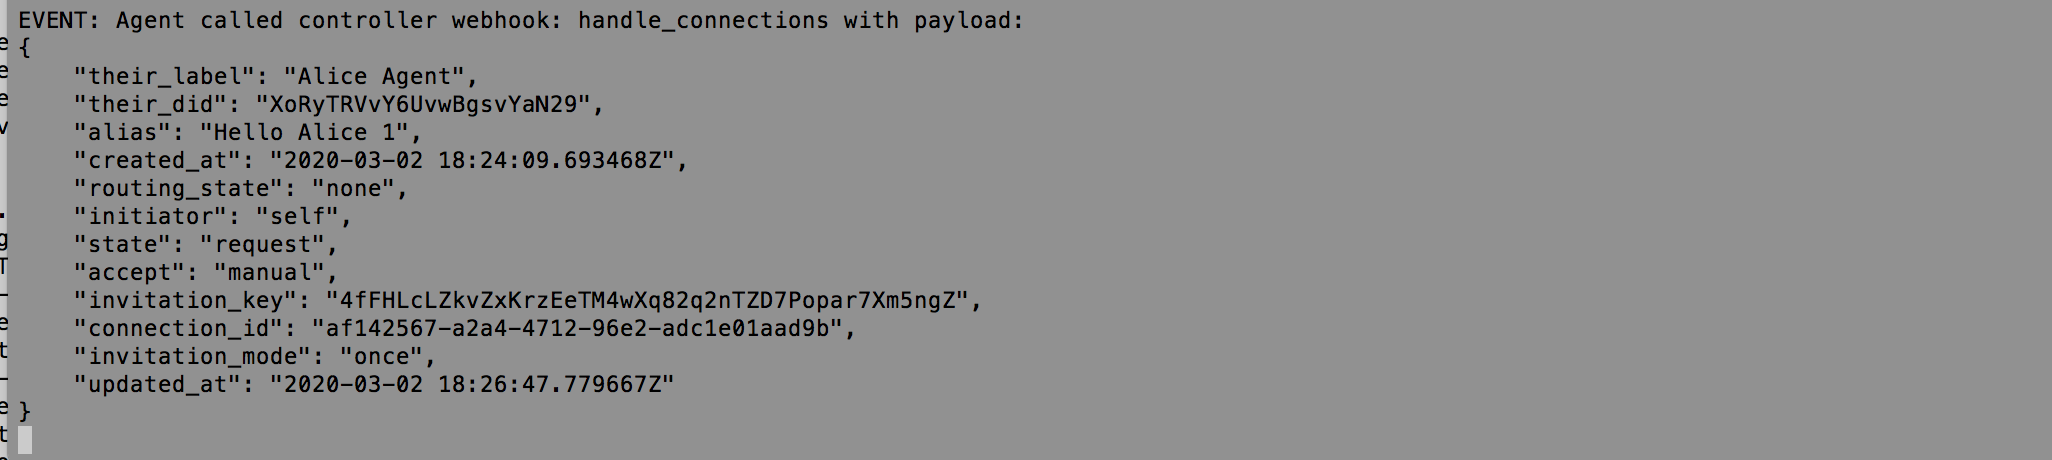 EVENT: Agent called controller webhook: handle_connections with payload:
{
"their_label": "Alice Agent",
"their_did": "XoRyTRVvY6UvwBgsvYaN29",
"alias": "Hello Alice 1",
"created_at": "2020-03-02 18:24:09.693468Z",
"routing_state": "none",
"initiator": "self",
"state": "request",
"accept": "manual",
"invitation_key": "4fFHLcLZkvZxKrzEeTM4wXq82q2nTZD7Popar7Xm5ngZ",
"connection_id": "af142567-a2a4-4712-96e2-adc1e01aad9b",
"invitation_mode": "once",
"updated_at": "2020-03-02 18:26:47.779667Z"
}